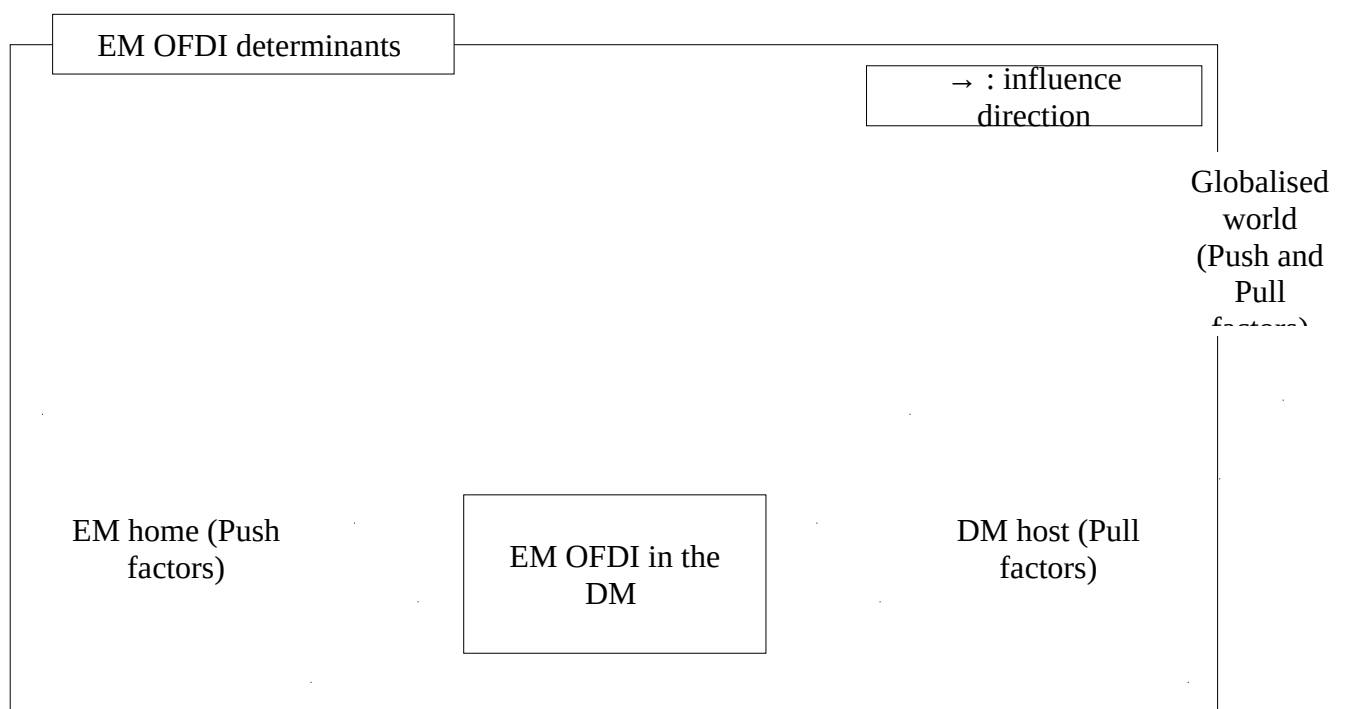 EM OFDI determinants
→ : influence
direction
Globalised
world
(Push and
Pull
factors)
EM home (Push
factors)
EM OFDI in the
DM
DM host (Pull
factors)